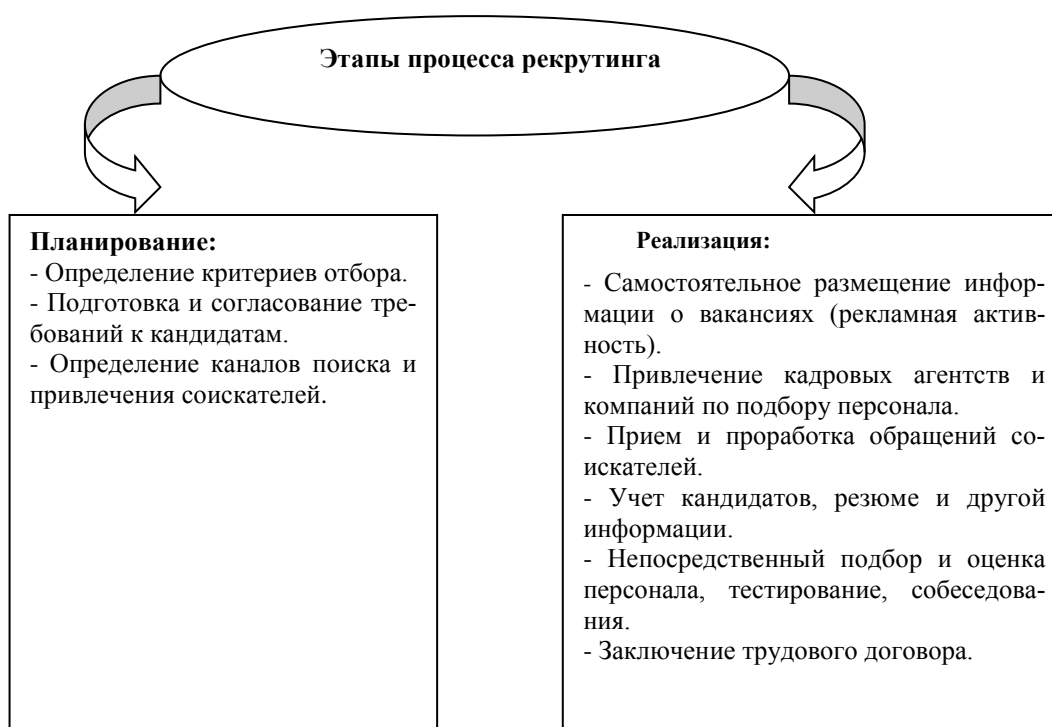 Этапы процесса рекрутинга
Планирование:
- Определение критериев отбора.
- Подготовка и согласование тре-
бований к кандидатам.
- Определение каналов поиска и
привлечения соискателей.
Реализация:
- Самостоятельное размещение инфор-
мации о вакансиях (рекламная актив-
ность).
- Привлечение кадровых агентств и
компаний по подбору персонала.
- Прием и проработка обращений со-
искателей.
- Учет кандидатов, резюме и другой
информации.
- Непосредственный подбор и оценка
персонала, тестирование, собеседова-
ния.
- Заключение трудового договора.